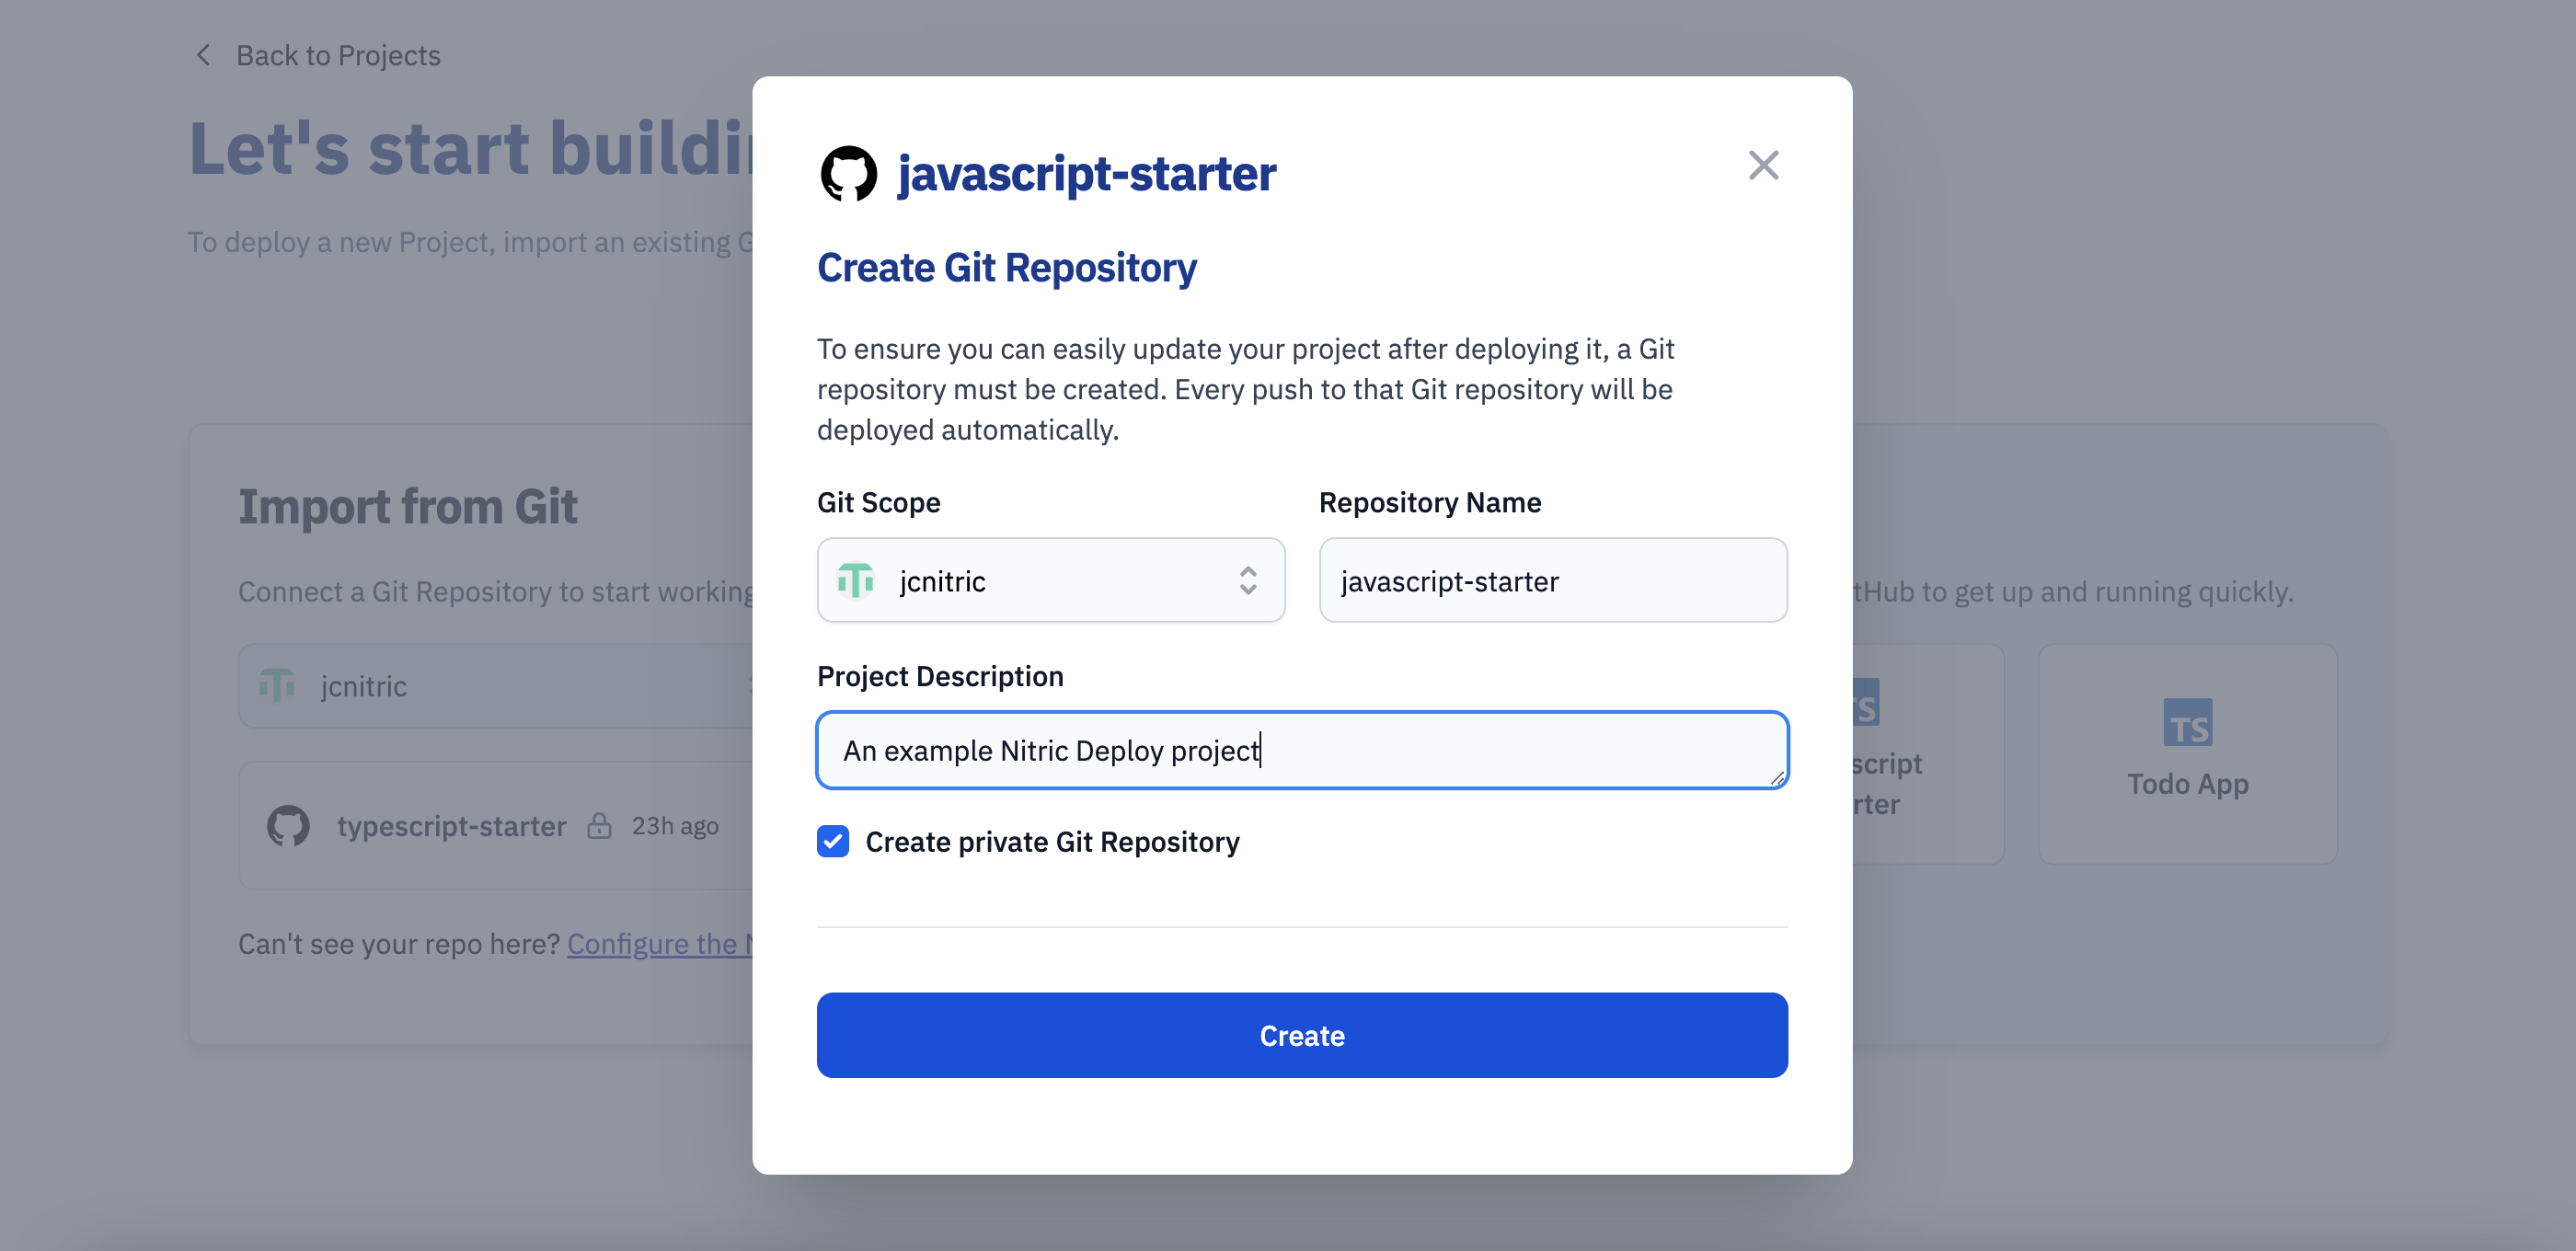 Back to Projects
Let's start buildin
To deploy a new Project, import an existing G
Import from Git
Connect a Git Repository to start working
jcnitric
typescript-starter 23h ago
Can't see your repo here? Configure the N
javascript-starter
Create Git Repository
To ensure you can easily update your project after deploying it, a Git
repository must be created. Every push to that Git repository will be
deployed automatically.
Git Scope
jcnitric
Repository Name
javascript-starter
Project Description
An example Nitric Deploy project
Create private Git Repository
Create
tHub to get up and running quickly.
TS
script
rter
TS
Todo App